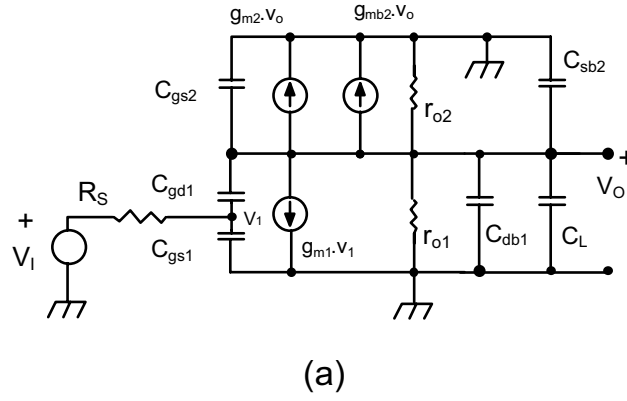 gm2.vo gmb2.vo
Cgs2 ro2 Csb2
+
RS Cgd1 VO
+ V1
VI Cgs1 gm1.v1 ro1 Cdb1 CL
(a)